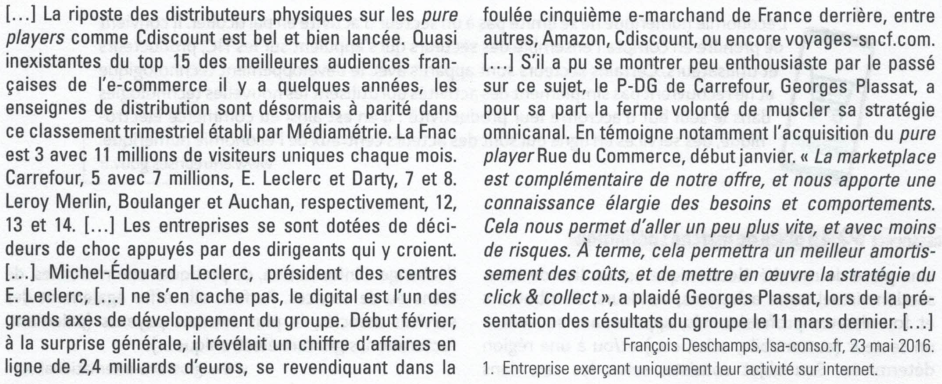 […] La riposte des distributeurs physiques sur les pure
players comme Cdiscount est bel et bien lancée. Quasi
inexistantes du top 15 des meilleures audiences fran-
çaises de l'e-commerce il y a quelques années, les
enseignes de distribution sont désormais à parité dans
ce classement trimestriel établi par Médiamétrie. La Fnac
est 3 avec 11 millions de visiteurs uniques chaque mois.
Carrefour, 5 avec 7 millions, E. Leclerc et Darty, 7 et 8.
Leroy Merlin, Boulanger et Auchan, respectivement, 12,
13 et 14. […] Les entreprises se sont dotées de déci-
deurs de choc appuyés par des dirigeants qui y croient.
[…] Michel-Édouard Leclerc, président des centres
E. Leclerc, […] ne s'en cache pas, le digital est l'un des
grands axes de développement du groupe. Début février,
à la surprise générale, il révélait un chiffre d'affaires en
ligne de 2,4 milliards d'euros, se revendiquant dans la
foulée cinquième e-marchand de France derrière, entre
autres, Amazon, Cdiscount, ou encore voyages-sncf.com.
[…] S'il a pu se montrer peu enthousiaste par le passé
sur ce sujet, le P-DG de Carrefour, Georges Plassat, a
pour sa part la ferme volonté de muscler sa stratégie
omnicanal. En témoigne notamment l'acquisition du pure
player Rue du Commerce, début janvier. « La marketplace
est complémentaire de notre offre, et nous apporte une
connaissance élargie des besoins et comportements.
Cela nous permet d'aller un peu plus vite, et avec moins
de risques. À terme, cela permettra un meilleur amortis-
sement des coûts, et de mettre en œuvre la stratégie du
click & collect », a plaidé Georges Plassat, lors de la pré-
sentation des résultats du groupe le 11 mars dernier. […]
François Deschamps, lsa-conso.fr, 23 mai 2016.
1. Entreprise exerçant uniquement leur activité sur internet.